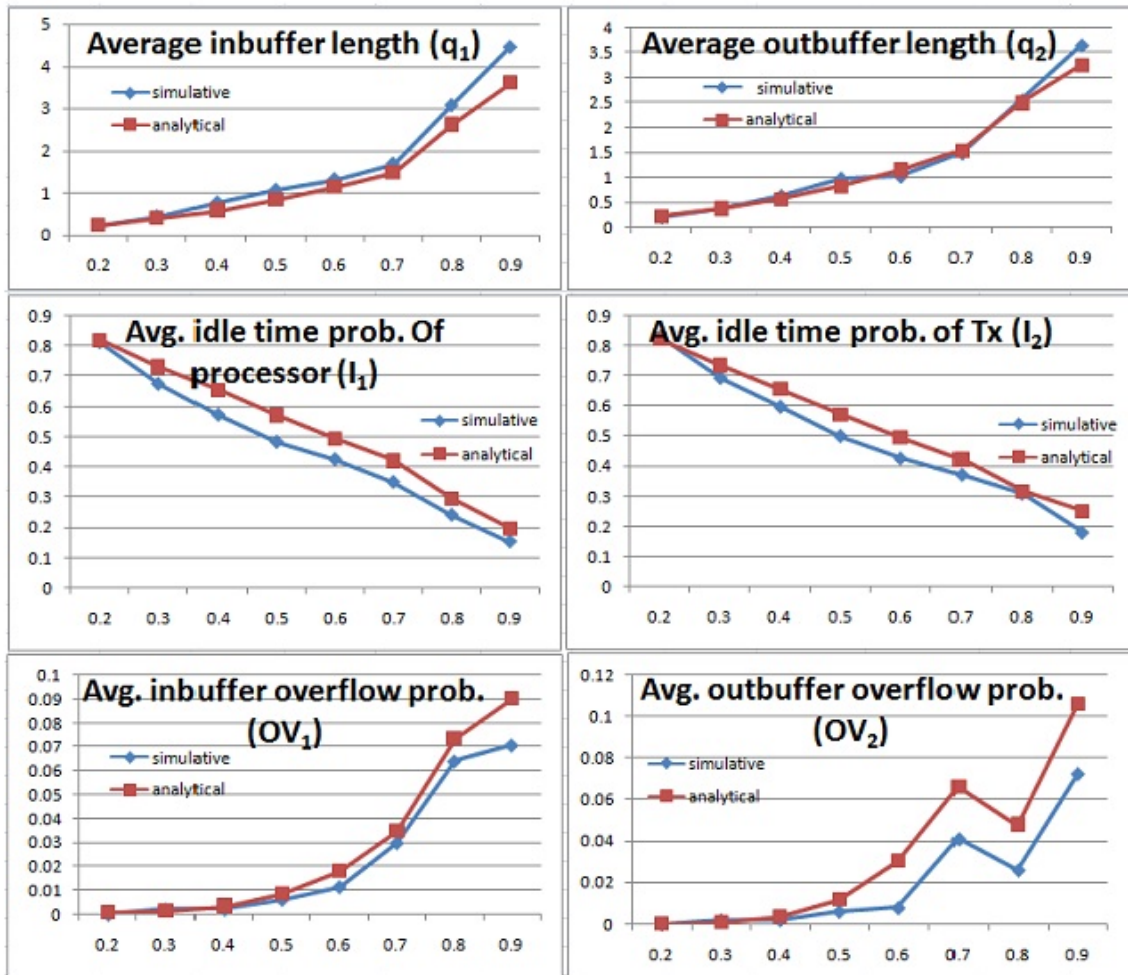 Average inbuffer length (q₁)
5
4
3
2
1
0
simulative
analytical
0.2 0.3 0.4 0.5 0.6 0.7 0.8 0.9
Average outbuffer length (q₂)
4
3.5
3
2.5
2
1.5
1
0.5
0
simulative
analytical
0.2 0.3 0.4 0.5 0.6 0.7 0.8 0.9
Avg. idle time prob. Of
processor (I₁)
0.9
0.8
0.7
0.6
0.5
0.4
0.3
0.2
0.1
0
simulative
analytical
0.2 0.3 0.4 0.5 0.6 0.7 0.8 0.9
Avg. idle time prob. of Tx (I₂)
0.9
0.8
0.7
0.6
0.5
0.4
0.3
0.2
0.1
0
simulative
analytical
0.2 0.3 0.4 0.5 0.6 0.7 0.8 0.9
Avg. inbuffer overflow prob.
(OV₁)
0.1
0.09
0.08
0.07
0.06
0.05
0.04
0.03
0.02
0.01
0
simulative
analytical
0.2 0.3 0.4 0.5 0.6 0.7 0.8 0.9
Avg. outbuffer overflow prob.
(OV₂)
0.12
0.1
0.08
0.06
0.04
0.02
0
simulative
analytical
0.2 0.3 0.4 0.5 0.6 0.7 0.8 0.9